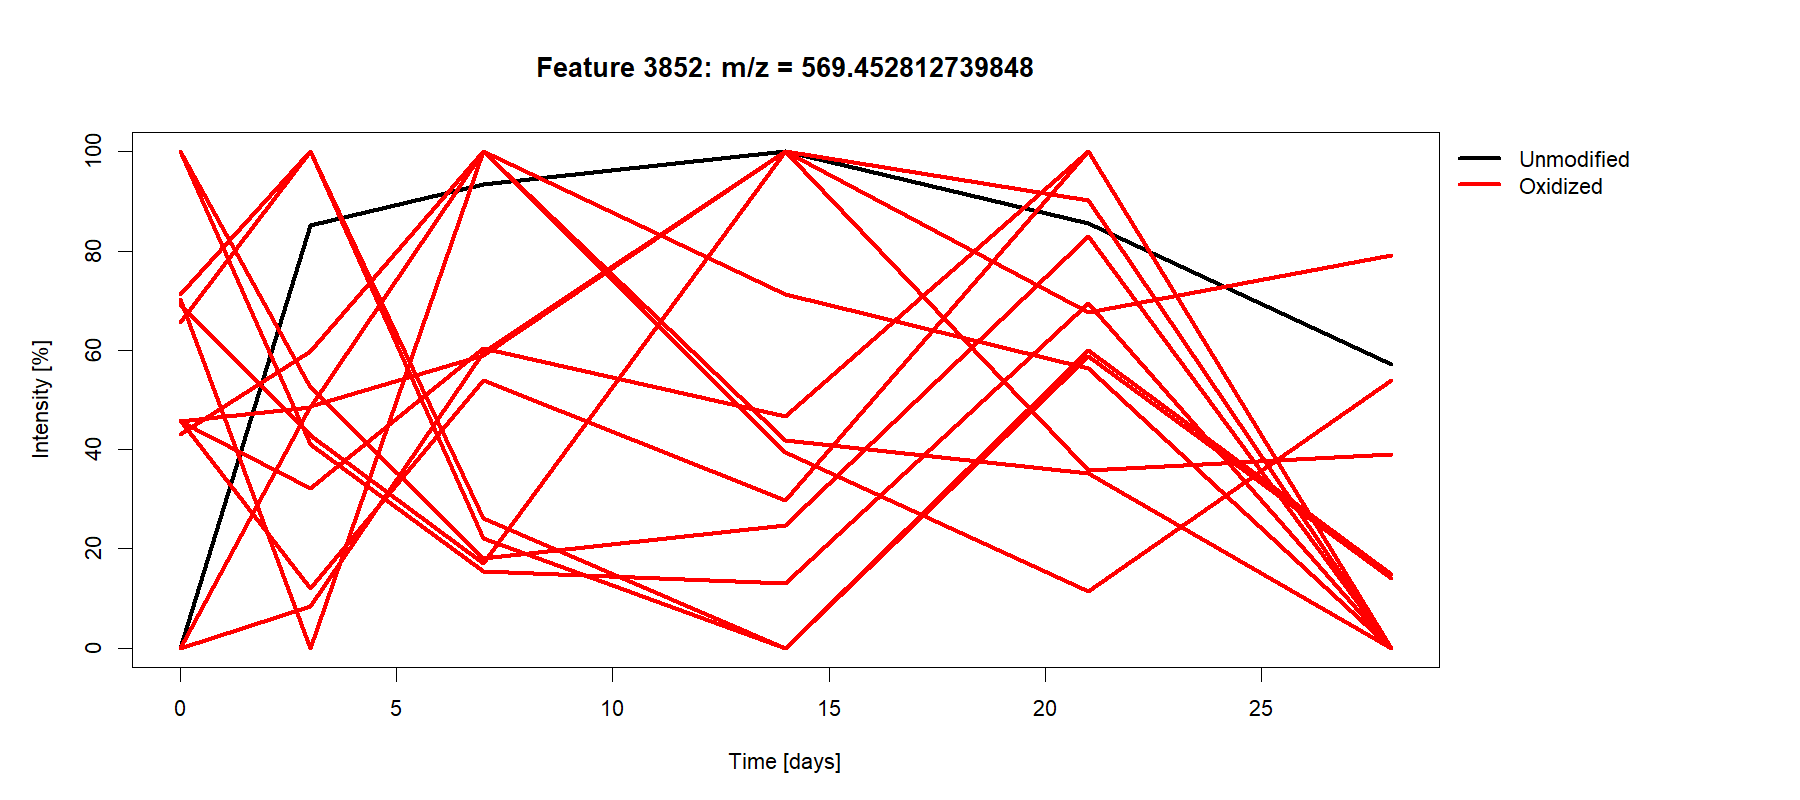 Feature 3852: m/z = 569.452812739848
Unmodified
Oxidized
Intensity [%]
100
80
60
40
20
0
0 5 10 15 20 25
Time [days]